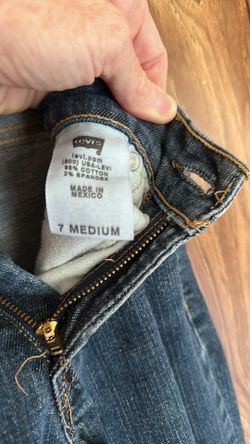 LEVI'S
levi.com
(800) USA-LEVI
98% COTTON
2% SPANDEX
MADE IN
MEXICO
7 MEDIUM